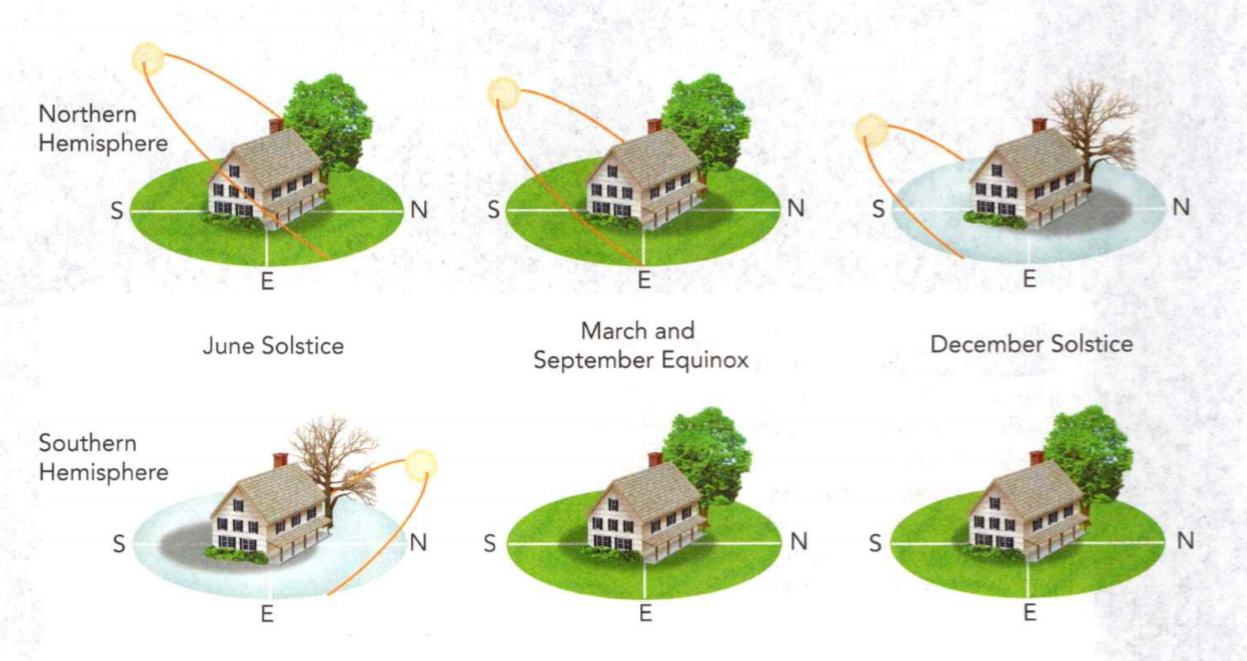 Northern
Hemisphere
S
N
E
S
N
E
S
N
E
June Solstice
March and
September Equinox
December Solstice
Southern
Hemisphere
S
N
E
S
N
E
S
N
E